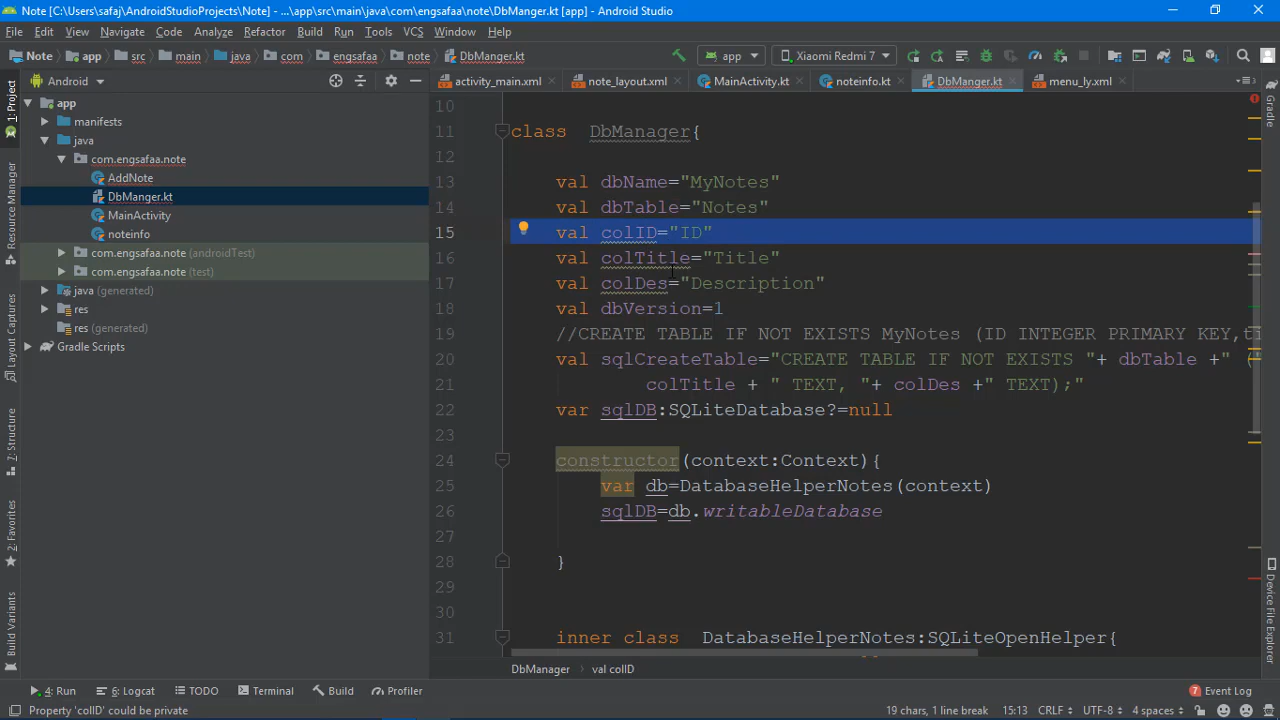 Note [C:\Users\safaj\AndroidStudioProjects\Note] - ...\app\src\main\java\com\engsafaa\note\DbManger.kt [app] - Android Studio
File Edit View Navigate Code Analyze Refactor Build Run Tools VCS Window Help
Note app src main java com engsafaa note DbManger.kt app Xiaomi Redmi 7
Android
activity_main.xml note_layout.xml MainActivity.kt noteinfo.kt DbManger.kt menu_ly.xml
app
manifests
java
com.engsafaa.note
AddNote
DbManger.kt
MainActivity
noteinfo
com.engsafaa.note (androidTest)
com.engsafaa.note (test)
java (generated)
res
res (generated)
Gradle Scripts
1: Project
Resource Manager
Layout Captures
7: Structure
2: Favorites
Build Variants
10
11 class DbManager{
12
13 val dbName="MyNotes"
14 val dbTable="Notes"
15 val colID="ID"
16 val colTitle="Title"
17 val colDes="Description"
18 val dbVersion=1
19 //CREATE TABLE IF NOT EXISTS MyNotes (ID INTEGER PRIMARY KEY,ti
20 val sqlCreateTable="CREATE TABLE IF NOT EXISTS "+ dbTable +" ("
21 colTitle + " TEXT, "+ colDes +" TEXT);"
22 var sqlDB:SQLiteDatabase?=null
23
24 constructor(context:Context){
25 var db=DatabaseHelperNotes(context)
26 sqlDB=db.writableDatabase
27
28 }
29
30
31 inner class DatabaseHelperNotes:SQLiteOpenHelper{
DbManager val colID
Gradle
Device File Explorer
4: Run 6: Logcat TODO Terminal Build Profiler 7 Event Log
Property 'colID' could be private 19 chars, 1 line break 15:13 CRLF UTF-8 4 spaces